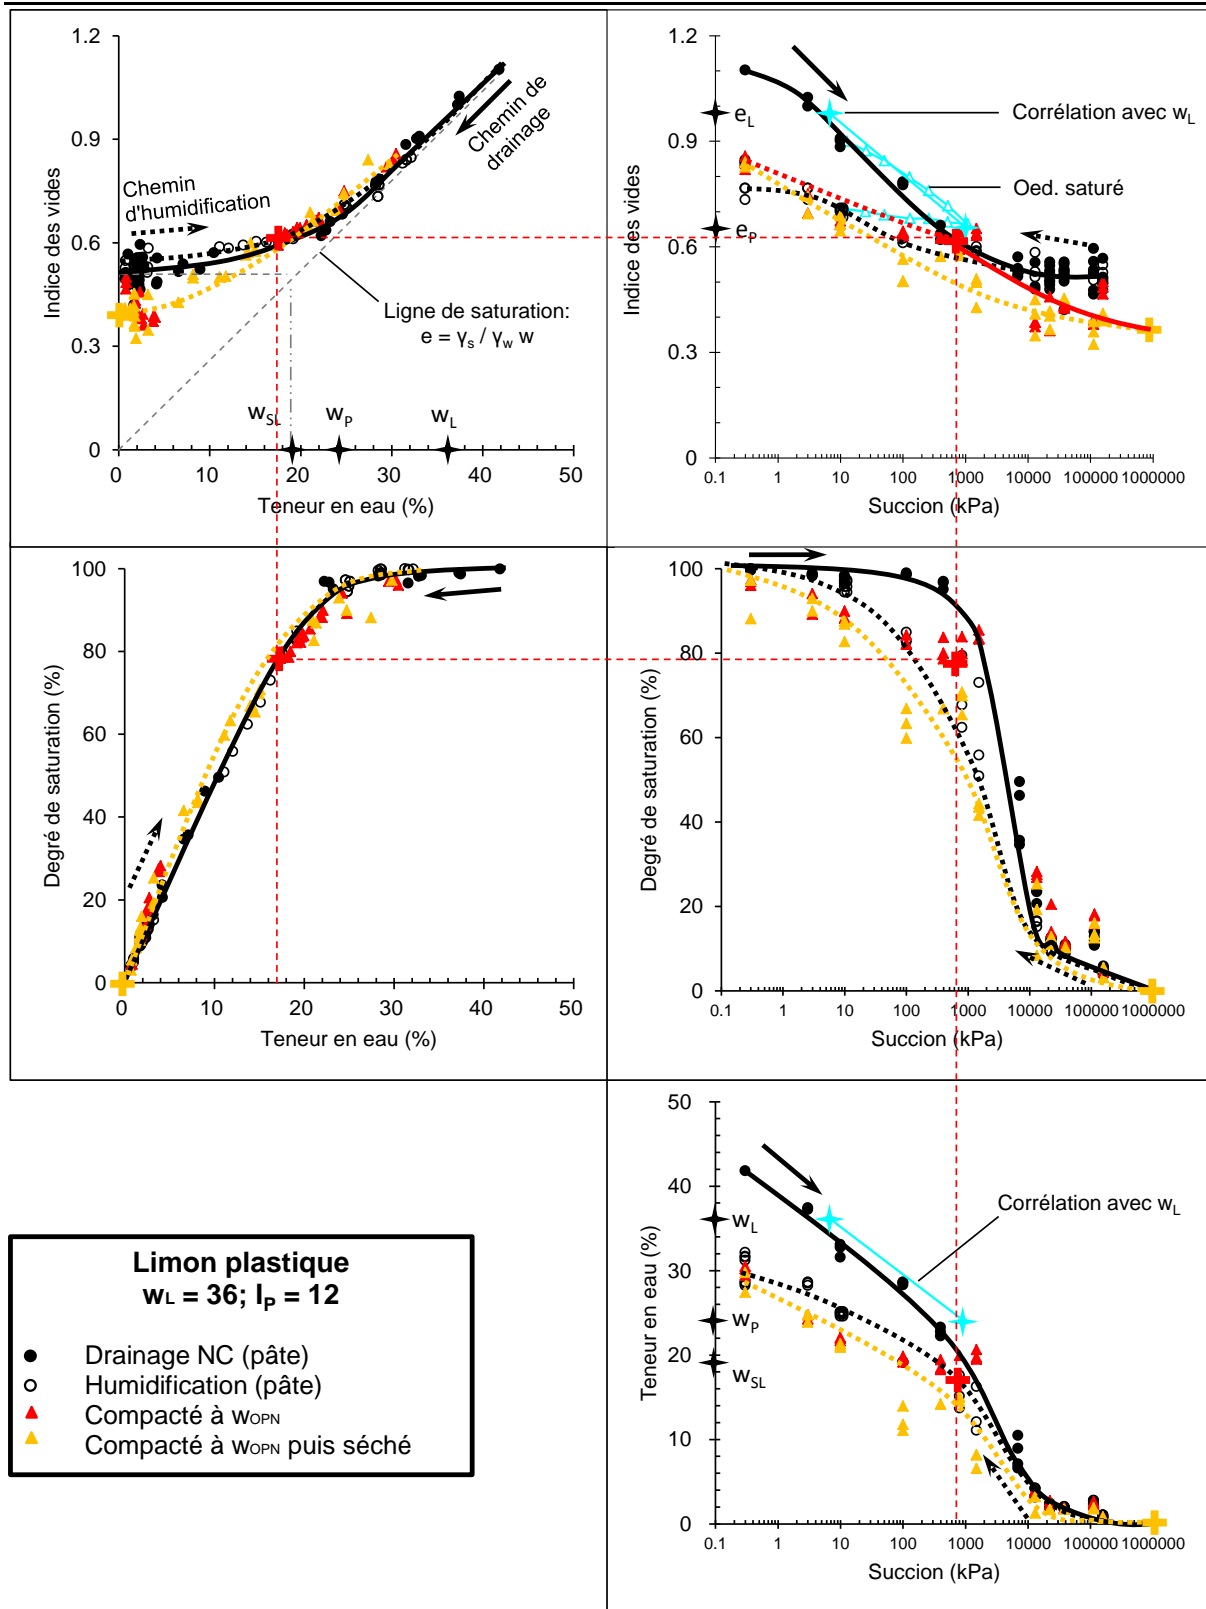 1.2
0.9
0.6
0.3
0
Indice des vides
Chemin
d'humidification
Chemin de
drainage
Ligne de saturation:
e = γs / γw w
wSL
wP
wL
0
10
20
30
40
50
Teneur en eau (%)
1.2
0.9
0.6
0.3
0
Indice des vides
eL
eP
Corrélation avec wL
Oed. saturé
0.1
1
10
100
1000
10000
100000
1000000
Succion (kPa)
100
80
60
40
20
0
Degré de saturation (%)
0
10
20
30
40
50
Teneur en eau (%)
100
80
60
40
20
0
Degré de saturation (%)
0.1
1
10
100
1000
10000
100000
1000000
Succion (kPa)
50
40
30
20
10
0
Teneur en eau (%)
wL
wP
wSL
Corrélation avec wL
0.1
1
10
100
1000
10000
100000
1000000
Succion (kPa)
Limon plastique
wL = 36; IP = 12
Drainage NC (pâte)
Humidification (pâte)
Compacté à wOPN
Compacté à wOPN puis séché